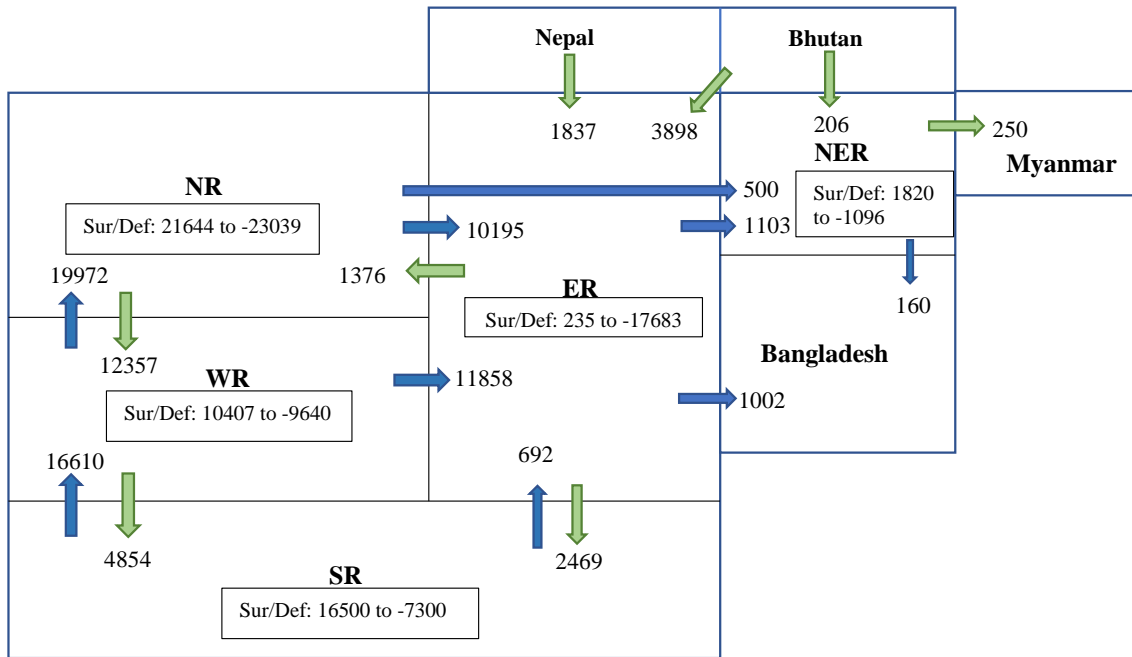 Nepal
Bhutan
1837
3898
206
250
NER
Myanmar
NR
Sur/Def: 1820
to -1096
500
Sur/Def: 21644 to -23039
10195
1103
19972
1376
ER
160
Sur/Def: 235 to -17683
12357
WR
Bangladesh
11858
1002
Sur/Def: 10407 to -9640
16610
692
4854
2469
SR
Sur/Def: 16500 to -7300